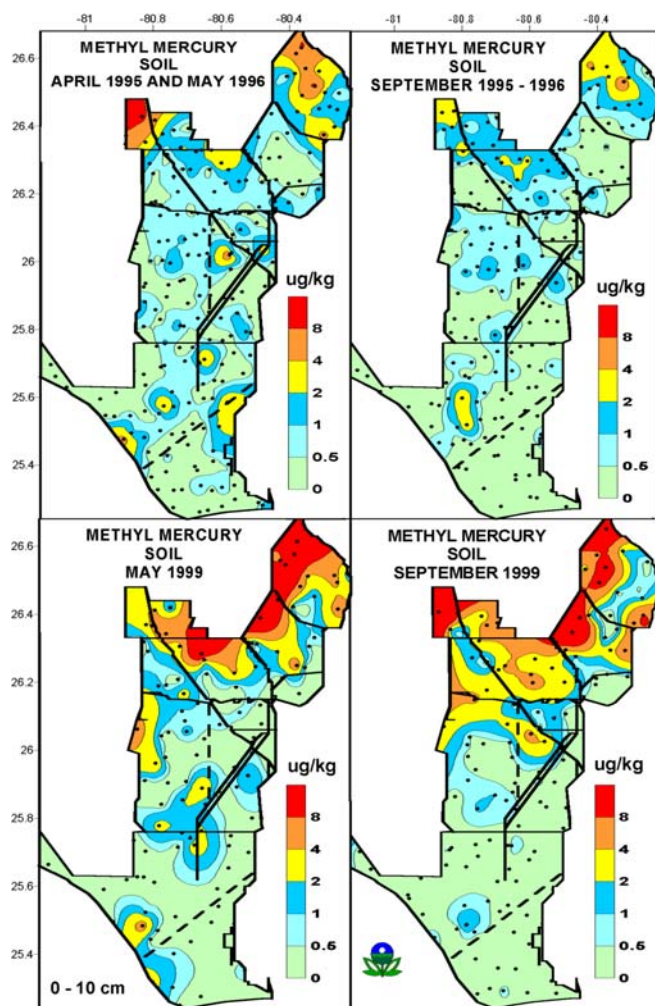 -81 -80.8 -80.6 -80.4
-81 -80.8 -80.6 -80.4
26.6
26.4
26.2
26
25.8
25.6
25.4
METHYL MERCURY
SOIL
APRIL 1995 AND MAY 1996
ug/kg
8
4
2
1
0.5
0
METHYL MERCURY
SOIL
SEPTEMBER 1995 - 1996
ug/kg
8
4
2
1
0.5
0
26.6
26.4
26.2
26
25.8
25.6
25.4
METHYL MERCURY
SOIL
MAY 1999
ug/kg
8
4
2
1
0.5
0
0 - 10 cm
METHYL MERCURY
SOIL
SEPTEMBER 1999
ug/kg
8
4
2
1
0.5
0